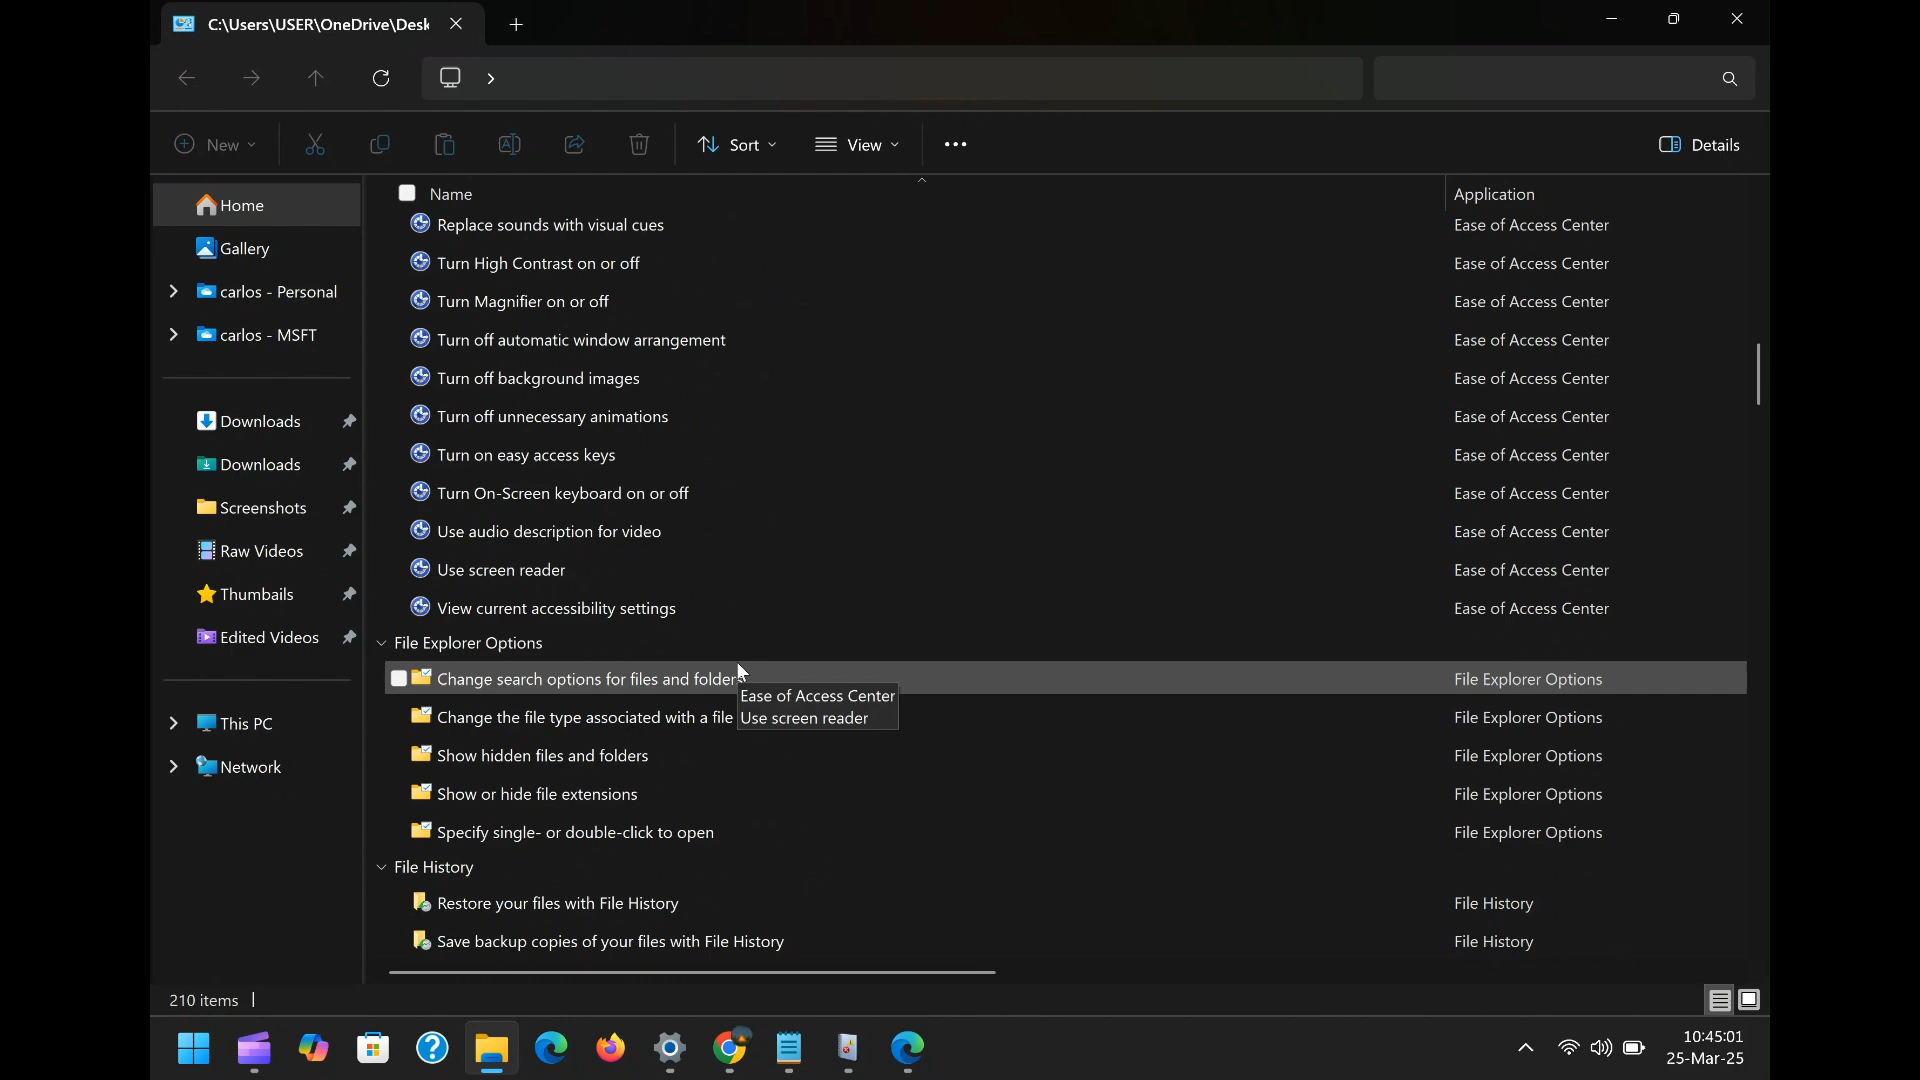 C:\Users\USER\OneDrive\Desk
New
Sort
View
Details
Name
Application
Home
Gallery
carlos - Personal
carlos - MSFT
Downloads
Downloads
Screenshots
Raw Videos
Thumbails
Edited Videos
This PC
Network
Replace sounds with visual cues Ease of Access Center
Turn High Contrast on or off Ease of Access Center
Turn Magnifier on or off Ease of Access Center
Turn off automatic window arrangement Ease of Access Center
Turn off background images Ease of Access Center
Turn off unnecessary animations Ease of Access Center
Turn on easy access keys Ease of Access Center
Turn On-Screen keyboard on or off Ease of Access Center
Use audio description for video Ease of Access Center
Use screen reader Ease of Access Center
View current accessibility settings Ease of Access Center
File Explorer Options
Change search options for files and folder File Explorer Options
Ease of Access Center
Use screen reader
Change the file type associated with a file File Explorer Options
Show hidden files and folders File Explorer Options
Show or hide file extensions File Explorer Options
Specify single- or double-click to open File Explorer Options
File History
Restore your files with File History File History
Save backup copies of your files with File History File History
210 items
10:45:01
25-Mar-25